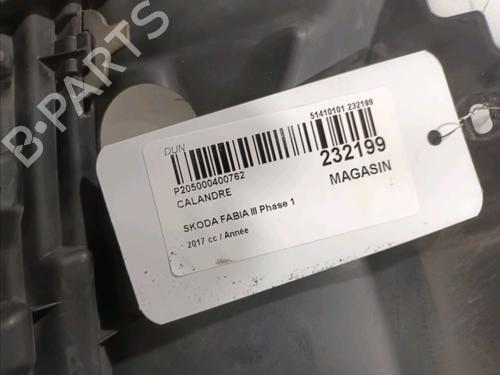 B-PARTS
DUN
51410101 232199
P205000400762
232199
CALANDRE
MAGASIN
SKODA FABIA III Phase 1
2017 cc / Année